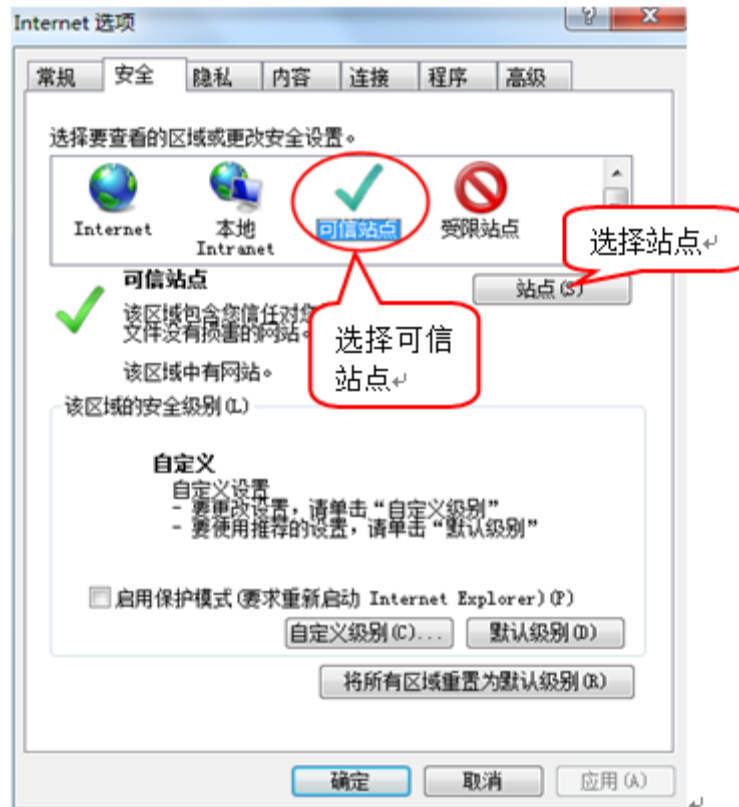 Internet 选项
常规 安全 隐私 内容 连接 程序 高级
选择要查看的区域或更改安全设置。
Internet
本地
Intranet
可信站点
受限站点
选择站点
可信站点
站点(S)
该区域包含您信任对您
文件没有损害的网站。
选择可信
站点
该区域中有网站。
该区域的安全级别(L)
自定义
自定义设置
- 要更改设置，请单击“自定义级别”
- 要使用推荐的设置，请单击“默认级别”
启用保护模式(要求重新启动 Internet Explorer)(P)
自定义级别(C)... 默认级别(D)
将所有区域重置为默认级别(R)
确定 取消 应用(A)